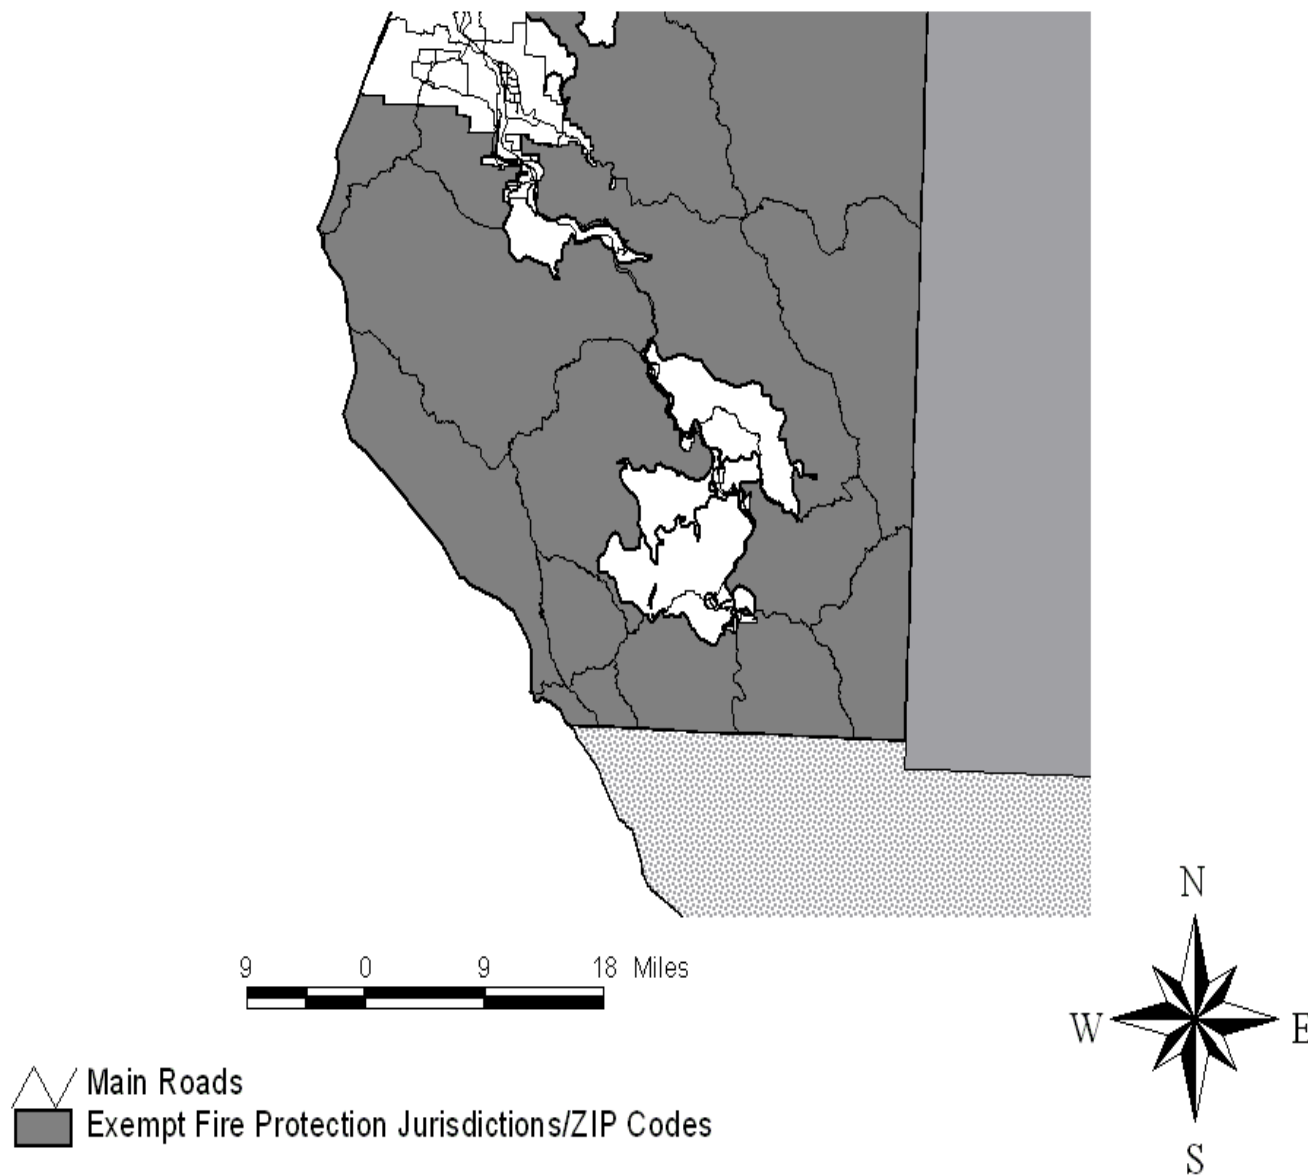 9 0 9 18 Miles
N
W E
S
Main Roads
Exempt Fire Protection Jurisdictions/ZIP Codes